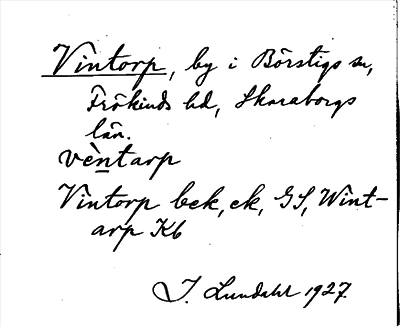 Vintorp, by i Börstigs sn,
Frökinds hd, Skaraborgs
län.
vèntarp
Vintorp bek, ek, GS, Wint-
arp Kb
I. Lundahl 1927.